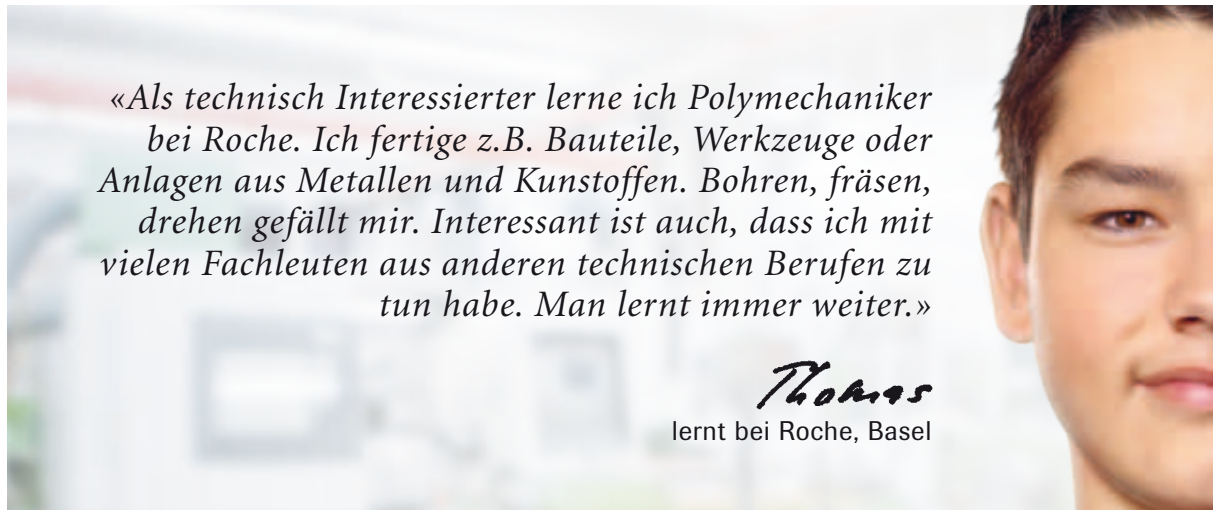 «Als technisch Interessierter lerne ich Polymechaniker
bei Roche. Ich fertige z.B. Bauteile, Werkzeuge oder
Anlagen aus Metallen und Kunstoffen. Bohren, fräsen,
drehen gefällt mir. Interessant ist auch, dass ich mit
vielen Fachleuten aus anderen technischen Berufen zu
tun habe. Man lernt immer weiter.»
Thomas
lernt bei Roche, Basel